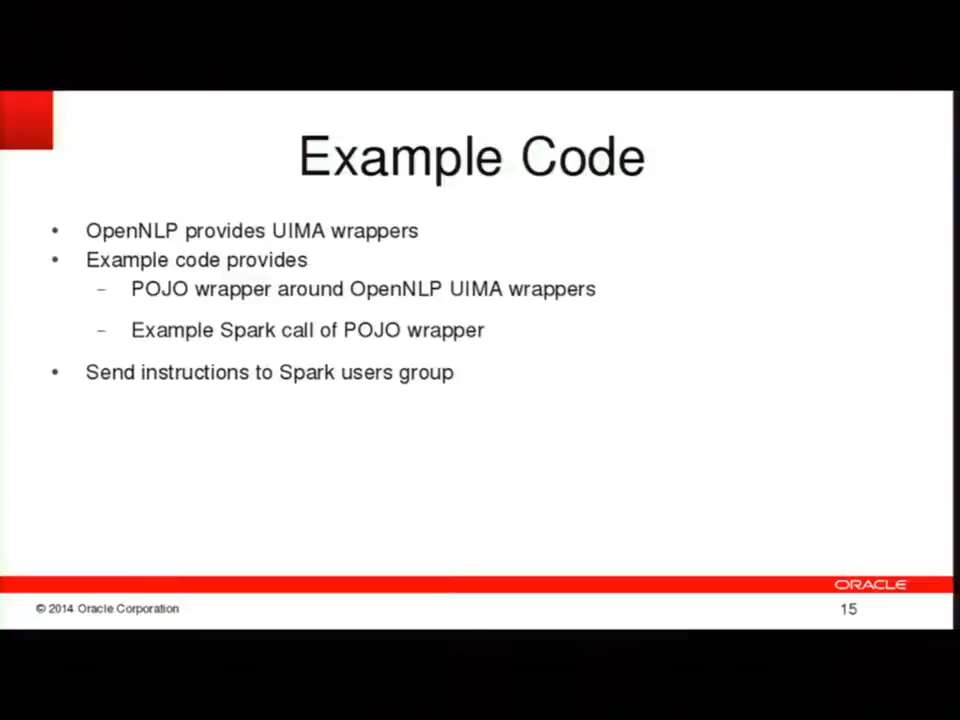 Example Code
• OpenNLP provides UIMA wrappers
• Example code provides
– POJO wrapper around OpenNLP UIMA wrappers
– Example Spark call of POJO wrapper
• Send instructions to Spark users group
ORACLE
© 2014 Oracle Corporation
15